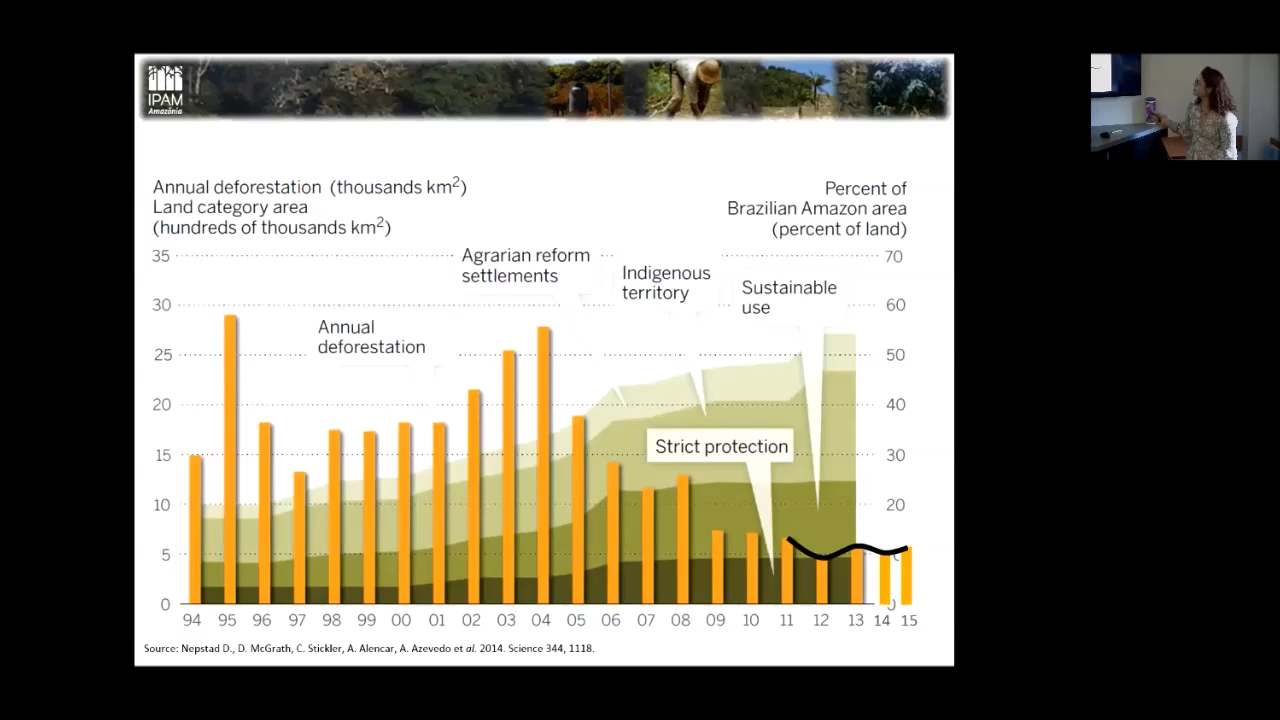 IPAM
Amazônia
Annual deforestation (thousands km2)
Land category area
(hundreds of thousands km2)
Percent of
Brazilian Amazon area
(percent of land)
Agrarian reform
settlements
Indigenous
territory
Sustainable
use
Annual
deforestation
Strict protection
35
30
25
20
15
10
5
0
70
60
50
40
30
20
0
94 95 96 97 98 99 00 01 02 03 04 05 06 07 08 09 10 11 12 13 14 15
Source: Nepstad D., D. McGrath, C. Stickler, A. Alencar, A. Azevedo et al. 2014. Science 344, 1118.